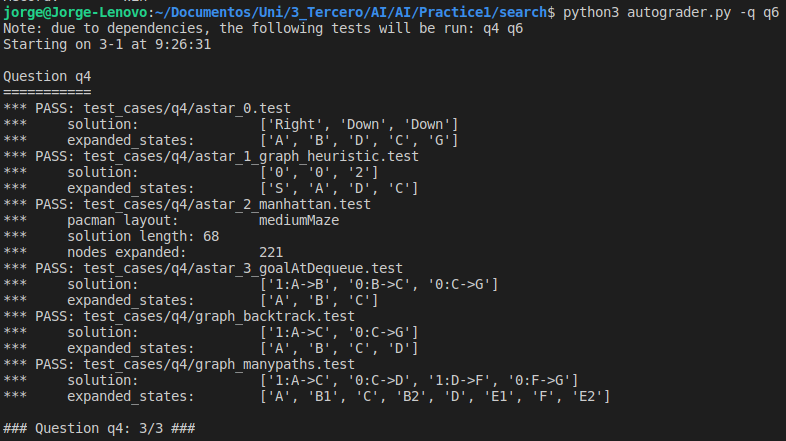 jorge@Jorge-Lenovo:~/Documentos/Uni/3_Tercero/AI/AI/Practice1/search$ python3 autograder.py -q q6
Note: due to dependencies, the following tests will be run: q4 q6
Starting on 3-1 at 9:26:31
Question q4
===========
*** PASS: test_cases/q4/astar_0.test
***     solution:               ['Right', 'Down', 'Down']
***     expanded_states:        ['A', 'B', 'D', 'C', 'G']
*** PASS: test_cases/q4/astar_1_graph_heuristic.test
***     solution:               ['0', '0', '2']
***     expanded_states:        ['S', 'A', 'D', 'C']
*** PASS: test_cases/q4/astar_2_manhattan.test
***     pacman layout:          mediumMaze
***     solution length: 68
***     nodes expanded:         221
*** PASS: test_cases/q4/astar_3_goalAtDequeue.test
***     solution:               ['1:A->B', '0:B->C', '0:C->G']
***     expanded_states:        ['A', 'B', 'C']
*** PASS: test_cases/q4/graph_backtrack.test
***     solution:               ['1:A->C', '0:C->G']
***     expanded_states:        ['A', 'B', 'C', 'D']
*** PASS: test_cases/q4/graph_manypaths.test
***     solution:               ['1:A->C', '0:C->D', '1:D->F', '0:F->G']
***     expanded_states:        ['A', 'B1', 'C', 'B2', 'D', 'E1', 'F', 'E2']
### Question q4: 3/3 ###